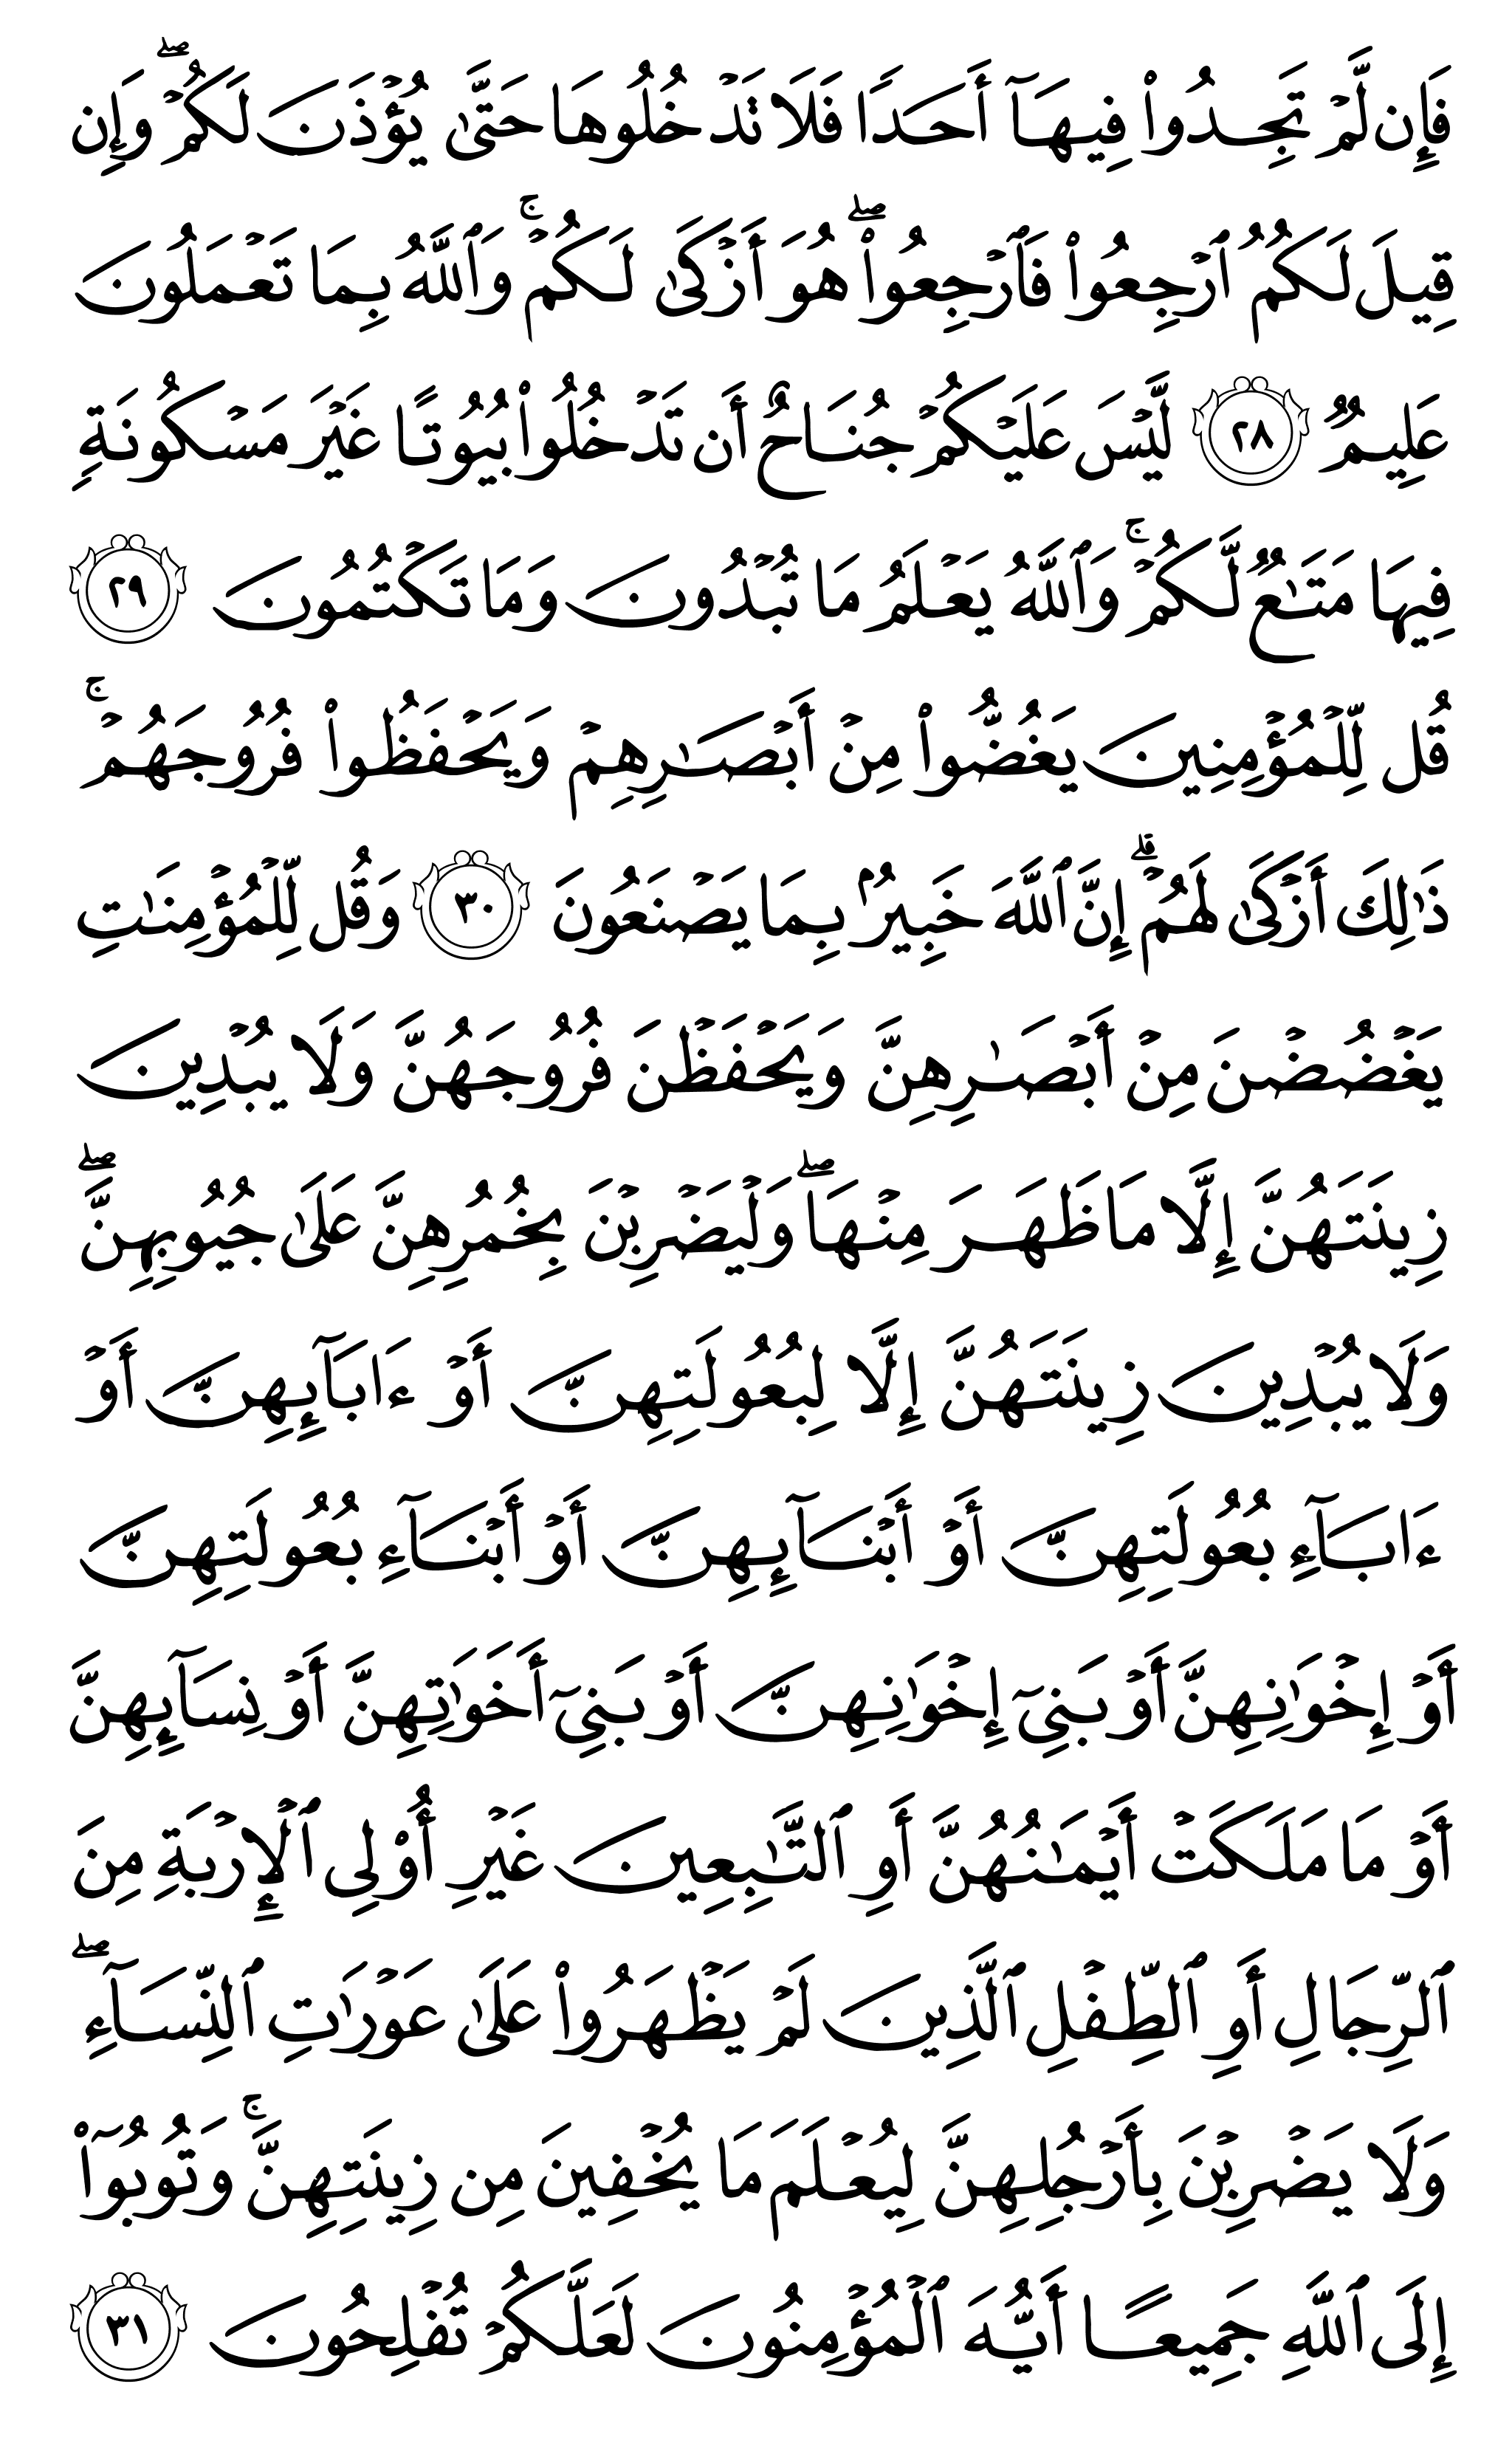 فَإِن لَّمْ تَجِدُوا۟ فِيهَآ أَحَدًا فَلَا تَدْخُلُوهَا حَتَّىٰ يُؤْذَنَ لَكُمْ ۖ وَإِن
قِيلَ لَكُمُ ٱرْجِعُوا۟ فَٱرْجِعُوا۟ ۖ هُوَ أَزْكَىٰ لَكُمْ ۚ وَٱللَّهُ بِمَا تَعْمَلُونَ
عَلِيمٌ ٢٨ لَّيْسَ عَلَيْكُمْ جُنَاحٌ أَن تَدْخُلُوا۟ بُيُوتًا غَيْرَ مَسْكُونَةٍ
فِيهَا مَتَـٰعٌ لَّكُمْ ۚ وَٱللَّهُ يَعْلَمُ مَا تُبْدُونَ وَمَا تَكْتُمُونَ ٢٩
قُل لِّلْمُؤْمِنِينَ يَغُضُّوا۟ مِنْ أَبْصَـٰرِهِمْ وَيَحْفَظُوا۟ فُرُوجَهُمْ ۚ
ذَٰلِكَ أَزْكَىٰ لَهُمْ ۗ إِنَّ ٱللَّهَ خَبِيرٌۢ بِمَا يَصْنَعُونَ ٣٠ وَقُل لِّلْمُؤْمِنَـٰتِ
يَغْضُضْنَ مِنْ أَبْصَـٰرِهِنَّ وَيَحْفَظْنَ فُرُوجَهُنَّ وَلَا يُبْدِينَ
زِينَتَهُنَّ إِلَّا مَا ظَهَرَ مِنْهَا ۖ وَلْيَضْرِبْنَ بِخُمُرِهِنَّ عَلَىٰ جُيُوبِهِنَّ ۖ
وَلَا يُبْدِينَ زِينَتَهُنَّ إِلَّا لِبُعُولَتِهِنَّ أَوْ ءَابَآئِهِنَّ أَوْ
ءَابَآءِ بُعُولَتِهِنَّ أَوْ أَبْنَآئِهِنَّ أَوْ أَبْنَآءِ بُعُولَتِهِنَّ
أَوْ إِخْوَٰنِهِنَّ أَوْ بَنِىٓ إِخْوَٰنِهِنَّ أَوْ بَنِىٓ أَخَوَٰتِهِنَّ أَوْ نِسَآئِهِنَّ
أَوْ مَا مَلَكَتْ أَيْمَـٰنُهُنَّ أَوِ ٱلتَّـٰبِعِينَ غَيْرِ أُو۟لِى ٱلْإِرْبَةِ مِنَ
ٱلرِّجَالِ أَوِ ٱلطِّفْلِ ٱلَّذِينَ لَمْ يَظْهَرُوا۟ عَلَىٰ عَوْرَٰتِ ٱلنِّسَآءِ ۖ
وَلَا يَضْرِبْنَ بِأَرْجُلِهِنَّ لِيُعْلَمَ مَا يُخْفِينَ مِن زِينَتِهِنَّ ۚ وَتُوبُوٓا۟
إِلَى ٱللَّهِ جَمِيعًا أَيُّهَ ٱلْمُؤْمِنُونَ لَعَلَّكُمْ تُفْلِحُونَ ٣١